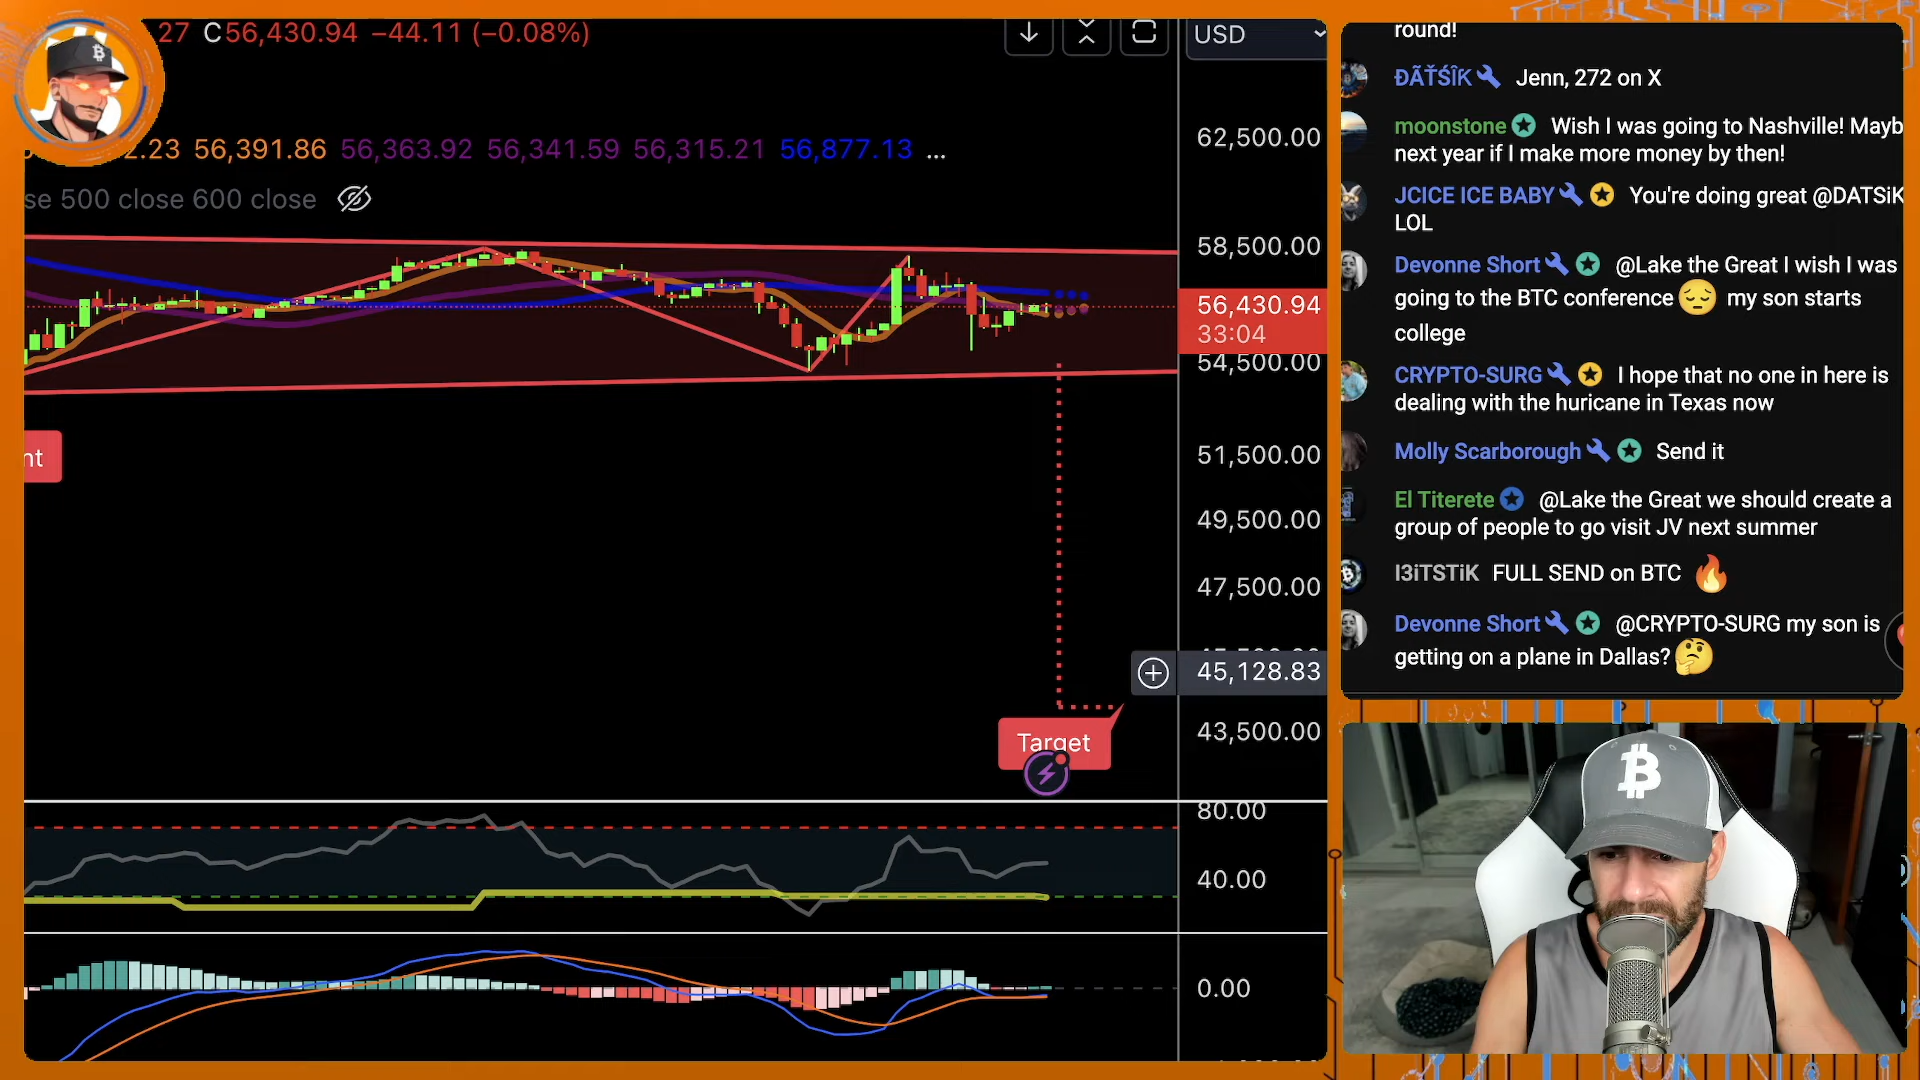 27 C56,430.94 −44.11 (−0.08%)
USD
2.23 56,391.86 56,363.92 56,341.59 56,315.21 56,877.13 ...
se 500 close 600 close
62,500.00
58,500.00
56,430.94
33:04
54,500.00
51,500.00
49,500.00
47,500.00
45,128.83
43,500.00
nt
Target
80.00
40.00
0.00
round!
ĐÃŤŚÎK Jenn, 272 on X
moonstone Wish I was going to Nashville! Mayb
next year if I make more money by then!
JCICE ICE BABY You're doing great @DATSiK
LOL
Devonne Short @Lake the Great I wish I was
going to the BTC conference 😔 my son starts
college
CRYPTO-SURG I hope that no one in here is
dealing with the huricane in Texas now
Molly Scarborough Send it
El Titerete @Lake the Great we should create a
group of people to go visit JV next summer
I3iTSTiK FULL SEND on BTC 🔥
Devonne Short @CRYPTO-SURG my son is
getting on a plane in Dallas? 🤔